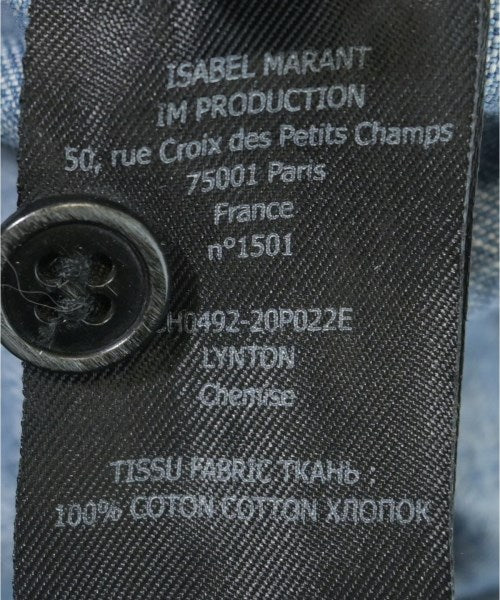 ISABEL MARANT
IM PRODUCTION
50, rue Croix des Petits Champs
75001 Paris
France
n°1501
CH0492-20P022E
LYNTON
Chemise
TISSU FABRIC ТКАНЬ :
100% COTON COTTON ХЛОПОК